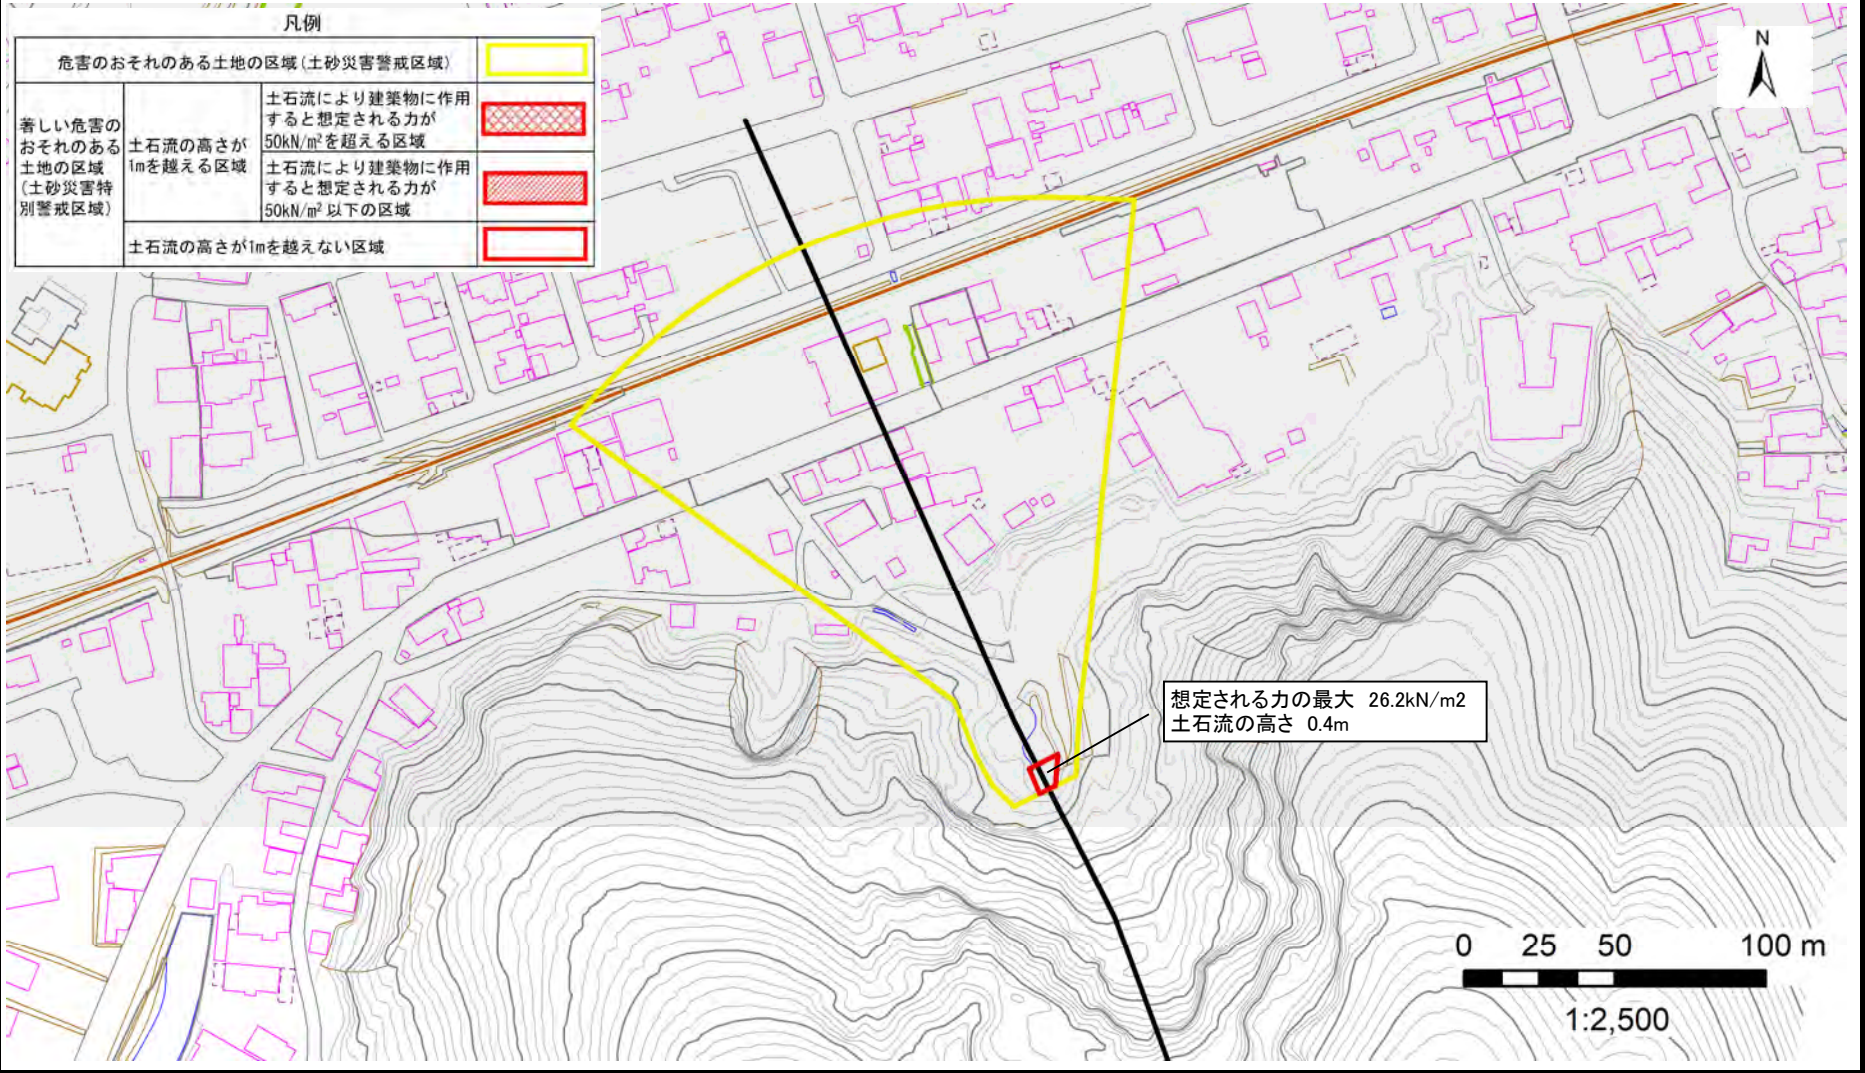 凡例
危害のおそれのある土地の区域(土砂災害警戒区域)
著しい危害の
おそれのある
土地の区域
(土砂災害特
別警戒区域)
土石流の高さが
1mを越える区域
土石流により建築物に作用
すると想定される力が
50kN/m²を超える区域
土石流により建築物に作用
すると想定される力が
50kN/m²以下の区域
土石流の高さが1mを越えない区域
N
想定される力の最大 26.2kN/m2
土石流の高さ 0.4m
0 25 50 100 m
1:2,500